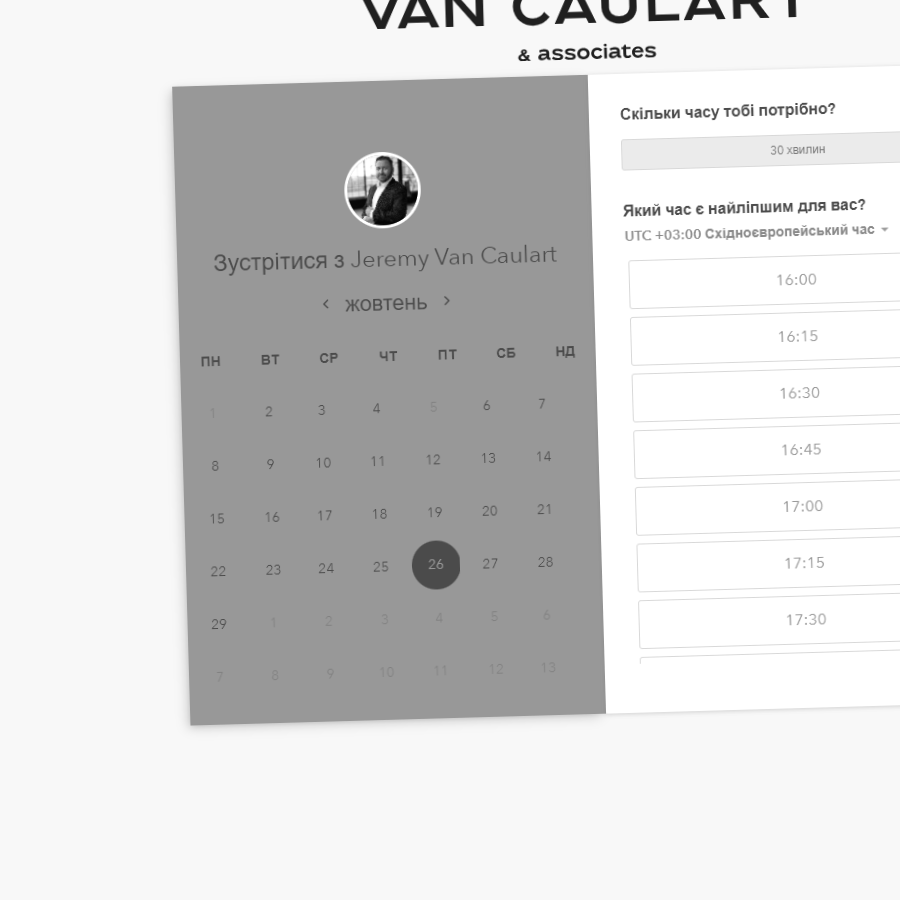 VAN CAULART
& associates
Зустрітися з Jeremy Van Caulart
‹ жовтень ›
ПН ВТ СР ЧТ ПТ СБ НД
1 2 3 4 5 6 7
8 9 10 11 12 13 14
15 16 17 18 19 20 21
22 23 24 25 26 27 28
29 1 2 3 4 5 6
7 8 9 10 11 12 13
Скільки часу тобі потрібно?
30 хвилин
Який час є найліпшим для вас?
UTC +03:00 Східноєвропейський час
16:00
16:15
16:30
16:45
17:00
17:15
17:30